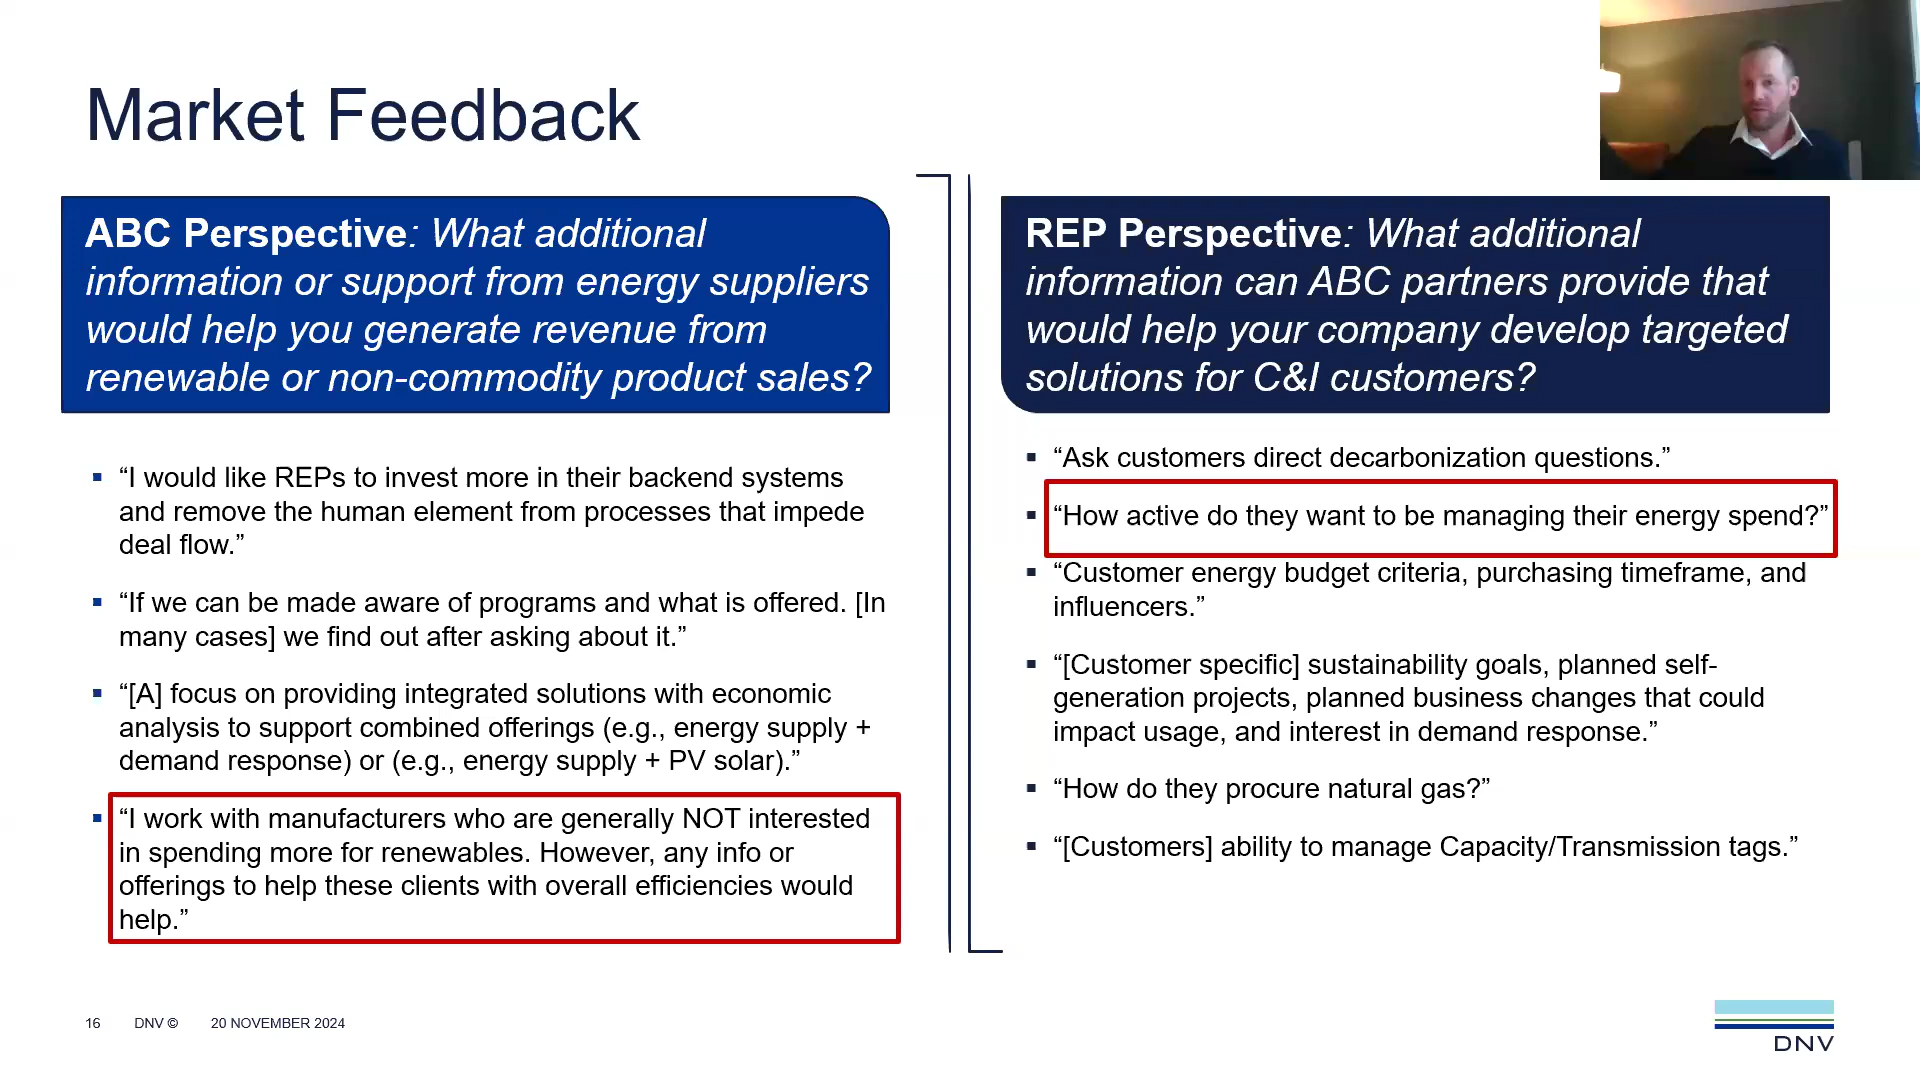 Market Feedback
ABC Perspective: What additional
information or support from energy suppliers
would help you generate revenue from
renewable or non-commodity product sales?
“I would like REPs to invest more in their backend systems
and remove the human element from processes that impede
deal flow.”
“If we can be made aware of programs and what is offered. [In
many cases] we find out after asking about it.”
“[A] focus on providing integrated solutions with economic
analysis to support combined offerings (e.g., energy supply +
demand response) or (e.g., energy supply + PV solar).”
“I work with manufacturers who are generally NOT interested
in spending more for renewables. However, any info or
offerings to help these clients with overall efficiencies would
help.”
REP Perspective: What additional
information can ABC partners provide that
would help your company develop targeted
solutions for C&I customers?
“Ask customers direct decarbonization questions.”
“How active do they want to be managing their energy spend?”
“Customer energy budget criteria, purchasing timeframe, and
influencers.”
“[Customer specific] sustainability goals, planned self-
generation projects, planned business changes that could
impact usage, and interest in demand response.”
“How do they procure natural gas?”
“[Customers] ability to manage Capacity/Transmission tags.”
16 DNV © 20 NOVEMBER 2024
DNV